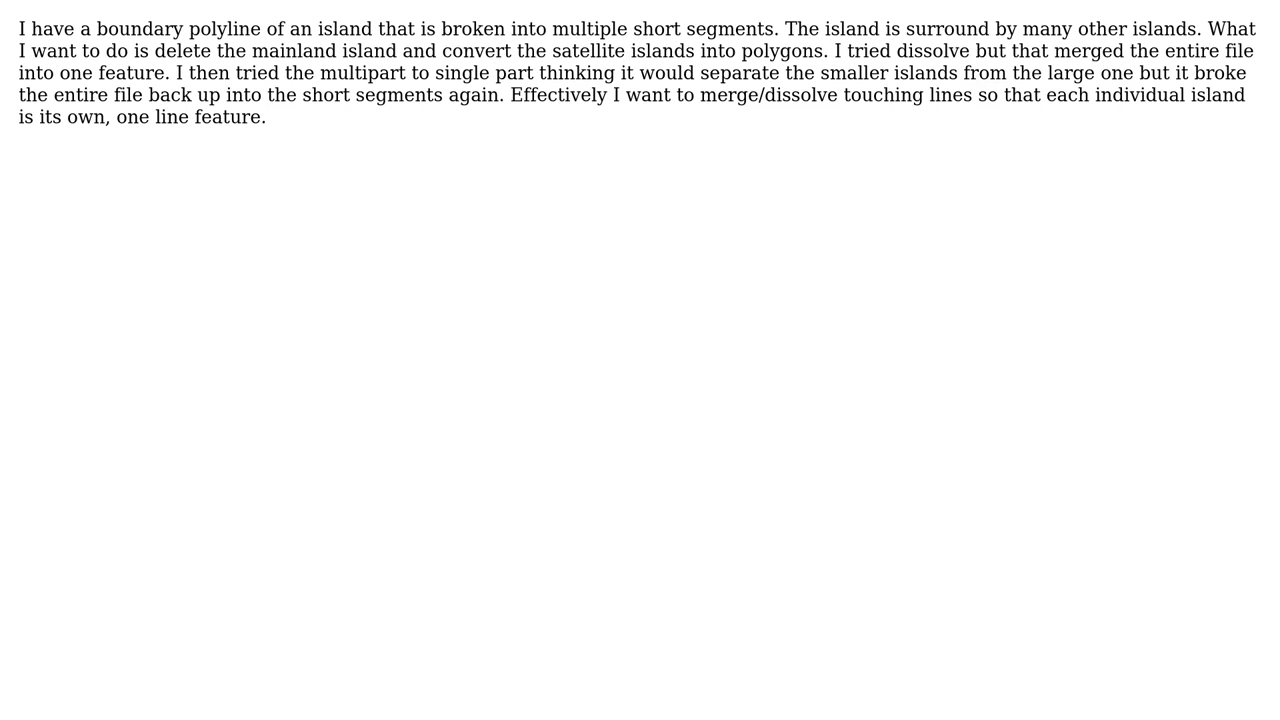 I have a boundary polyline of an island that is broken into multiple short segments. The island is surround by many other islands. What
I want to do is delete the mainland island and convert the satellite islands into polygons. I tried dissolve but that merged the entire file
into one feature. I then tried the multipart to single part thinking it would separate the smaller islands from the large one but it broke
the entire file back up into the short segments again. Effectively I want to merge/dissolve touching lines so that each individual island
is its own, one line feature.